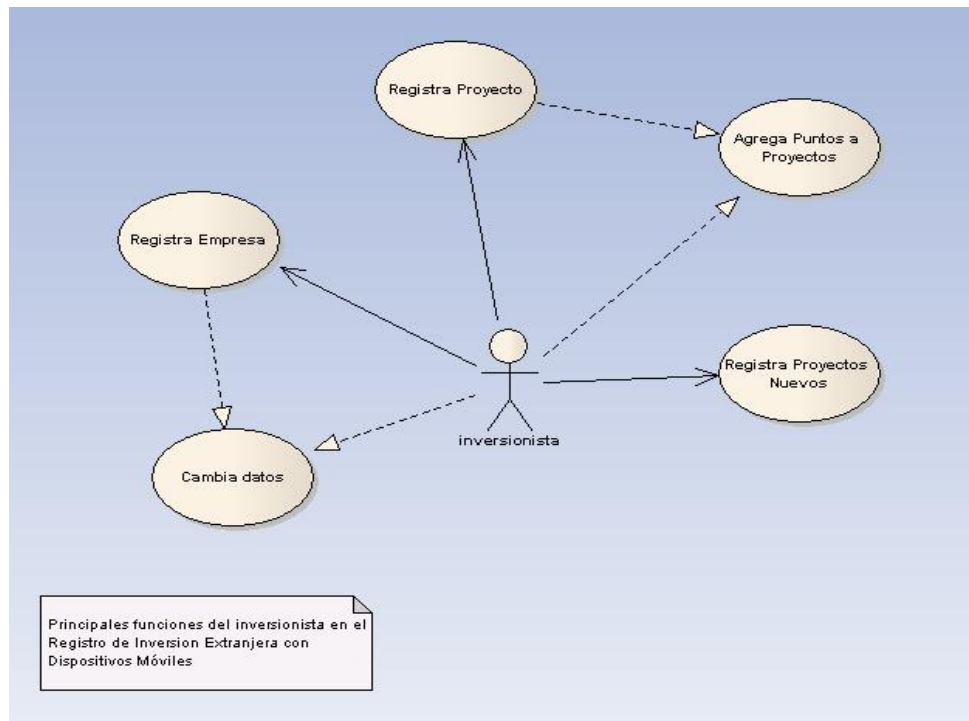 Registra Proyecto
Agrega Puntos a
Proyectos
Registra Empresa
Registra Proyectos
Nuevos
inversionista
Cambia datos
Principales funciones del inversionista en el
Registro de Inversion Extranjera con
Dispositivos Móviles